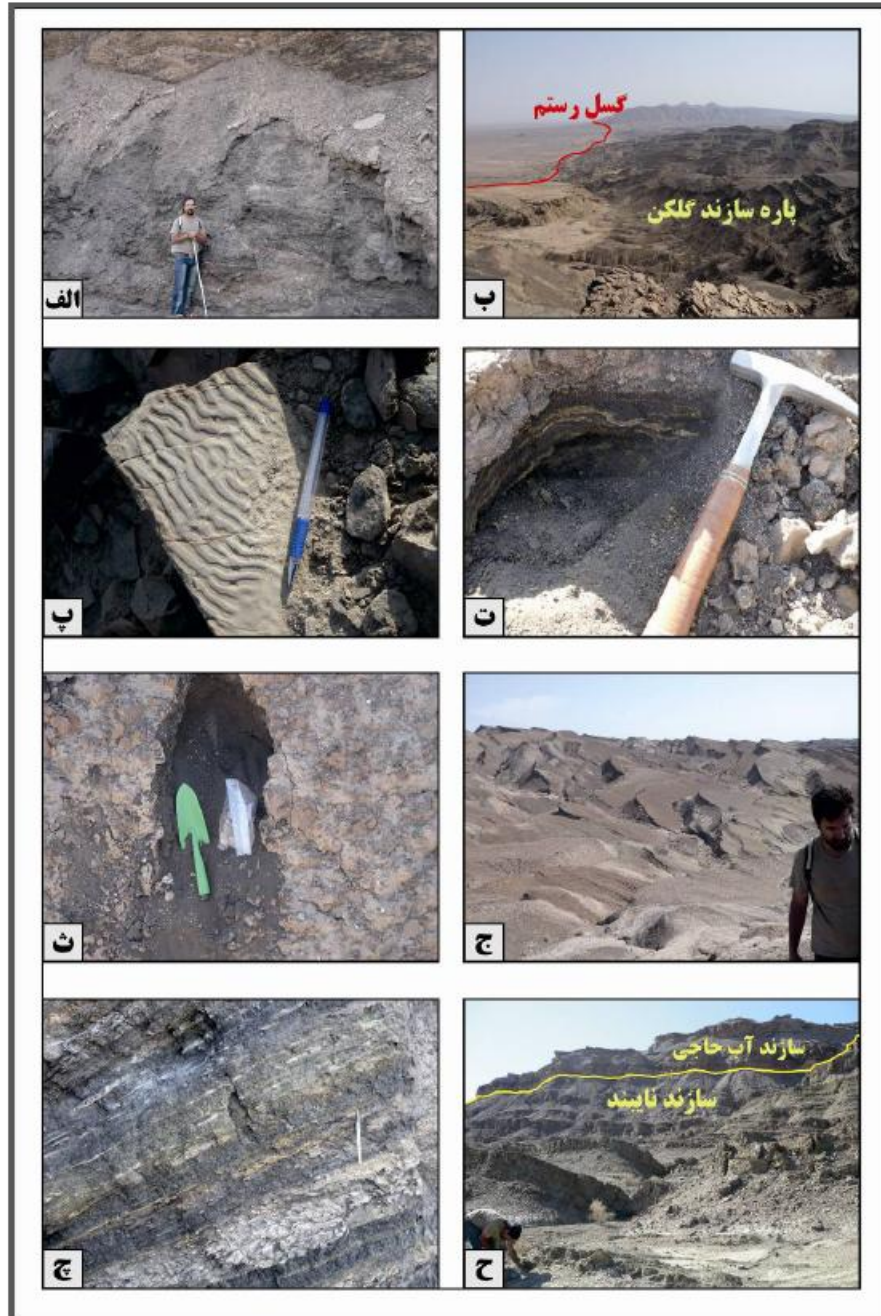 گسل رستم
پاره سازند گلکن
الف
ب
پ
ت
ث
ج
سازند آب حاجی
سازند نایبند
چ
ح